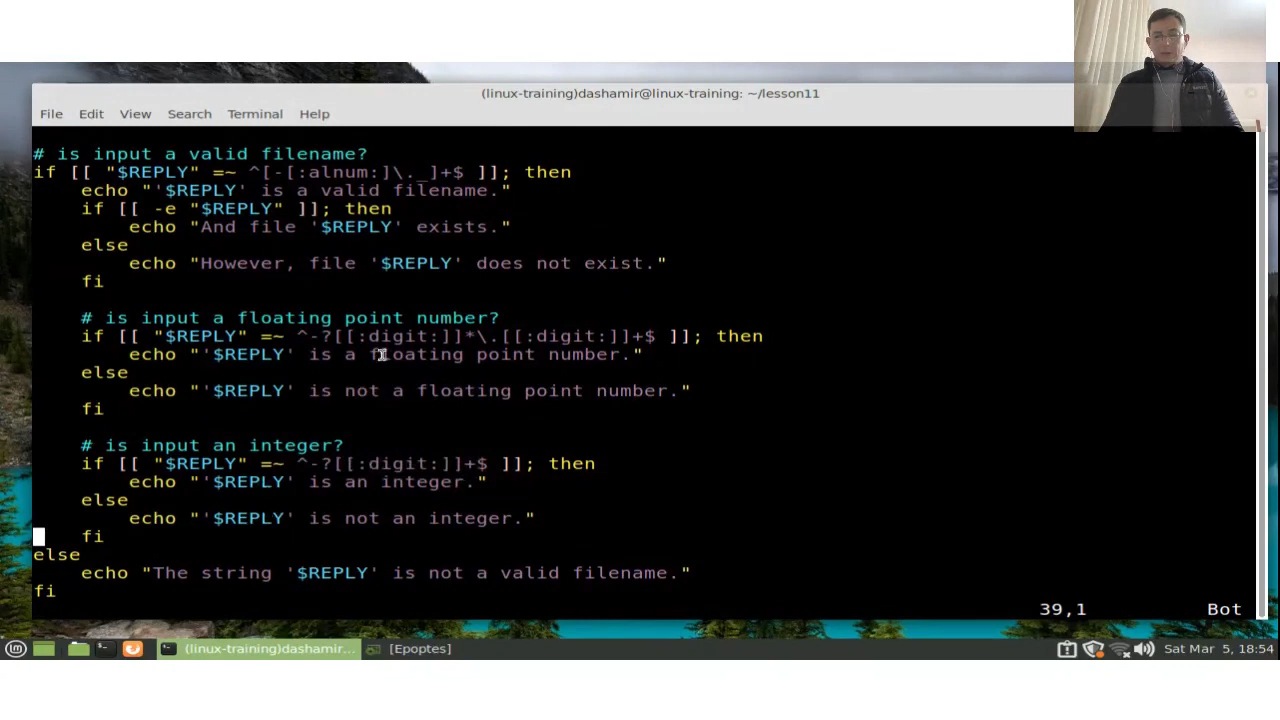 (linux-training)dashamir@linux-training: ~/lesson11
File Edit View Search Terminal Help
# is input a valid filename?
if [[ "$REPLY" =~ ^[-[:alnum:]\._]+$ ]]; then
    echo "'$REPLY' is a valid filename."
    if [[ -e "$REPLY" ]]; then
        echo "And file '$REPLY' exists."
    else
        echo "However, file '$REPLY' does not exist."
    fi
    # is input a floating point number?
    if [[ "$REPLY" =~ ^-?[[:digit:]]*\.[[:digit:]]+$ ]]; then
        echo "'$REPLY' is a floating point number."
    else
        echo "'$REPLY' is not a floating point number."
    fi
    # is input an integer?
    if [[ "$REPLY" =~ ^-?[[:digit:]]+$ ]]; then
        echo "'$REPLY' is an integer."
    else
        echo "'$REPLY' is not an integer."
    fi
else
    echo "The string '$REPLY' is not a valid filename."
fi
39,1 Bot
(linux-training)dashamir... [Epoptes] Sat Mar 5, 18:54